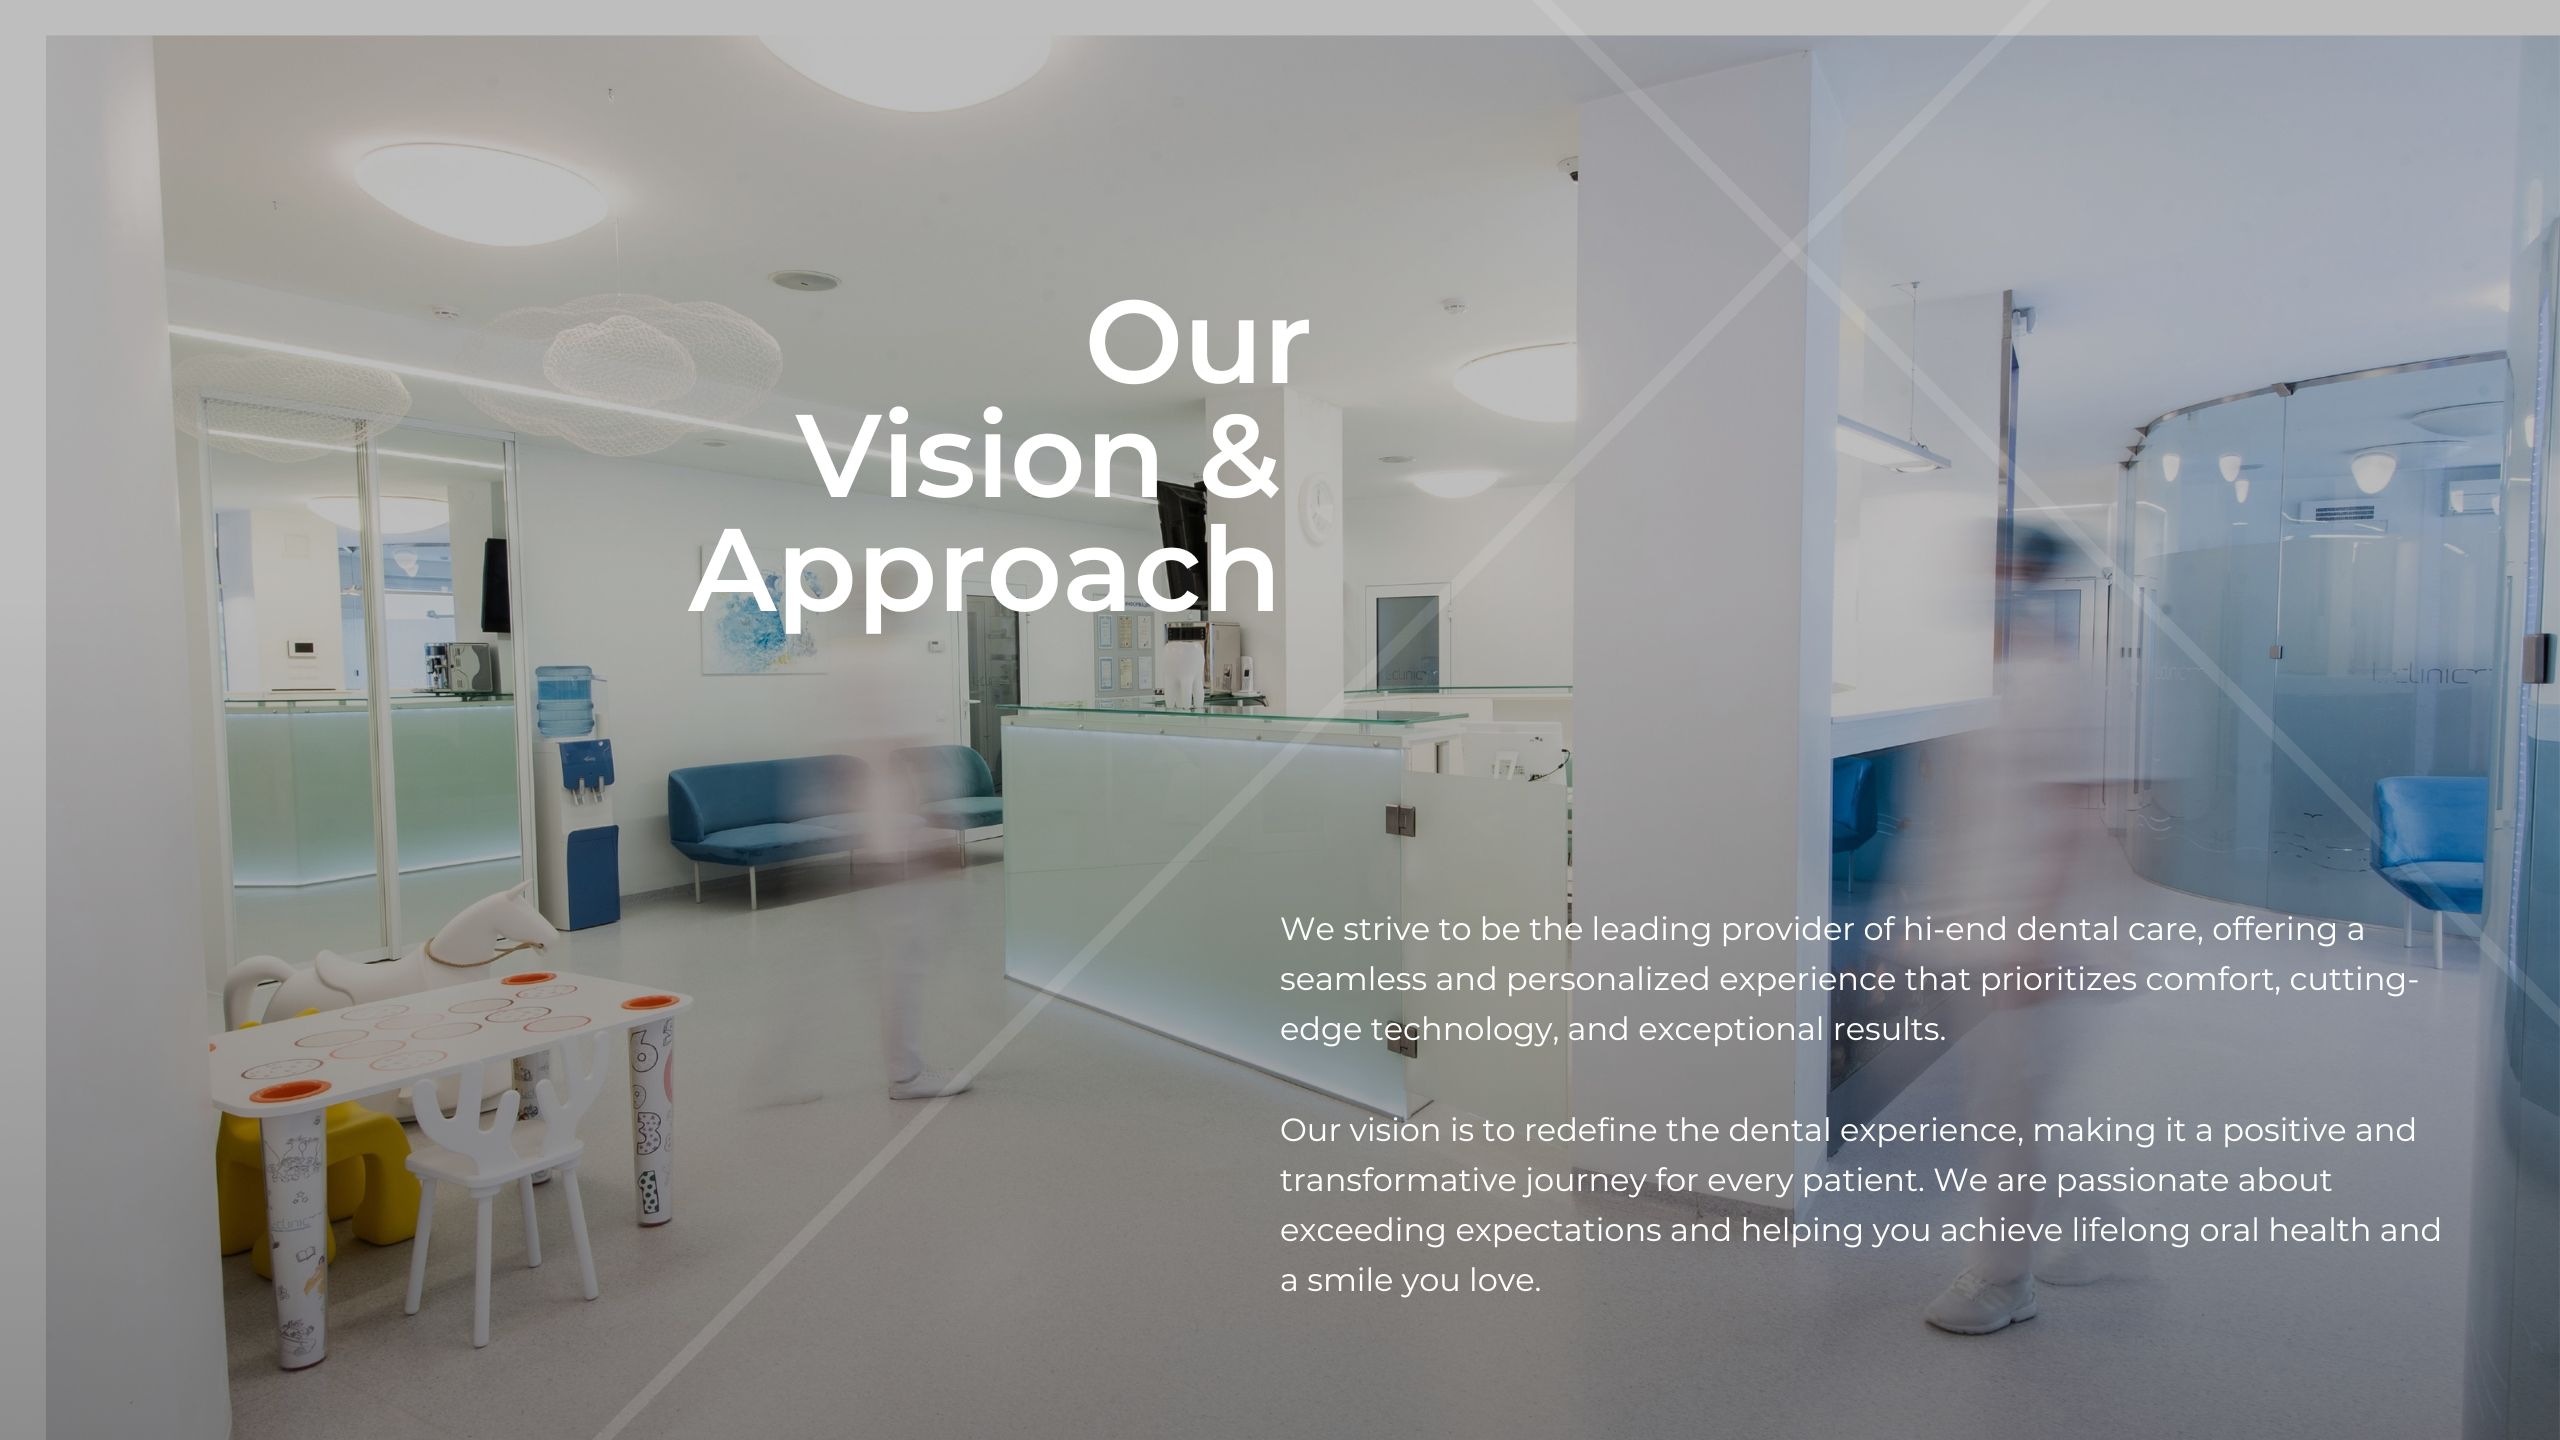 Our
Vision &
Approach
We strive to be the leading provider of hi-end dental care, offering a
seamless and personalized experience that prioritizes comfort, cutting-
edge technology, and exceptional results.
Our vision is to redefine the dental experience, making it a positive and
transformative journey for every patient. We are passionate about
exceeding expectations and helping you achieve lifelong oral health and
a smile you love.